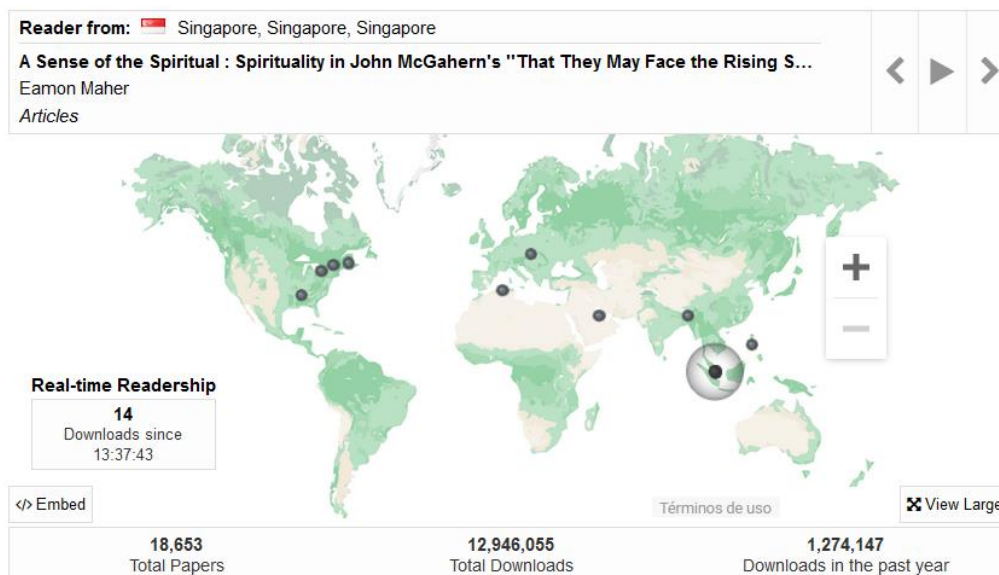 Reader from: Singapore, Singapore, Singapore
A Sense of the Spiritual : Spirituality in John McGahern's "That They May Face the Rising S...
Eamon Maher
Articles
Real-time Readership
14
Downloads since
13:37:43
</> Embed
Términos de uso
View Large
18,653
Total Papers
12,946,055
Total Downloads
1,274,147
Downloads in the past year